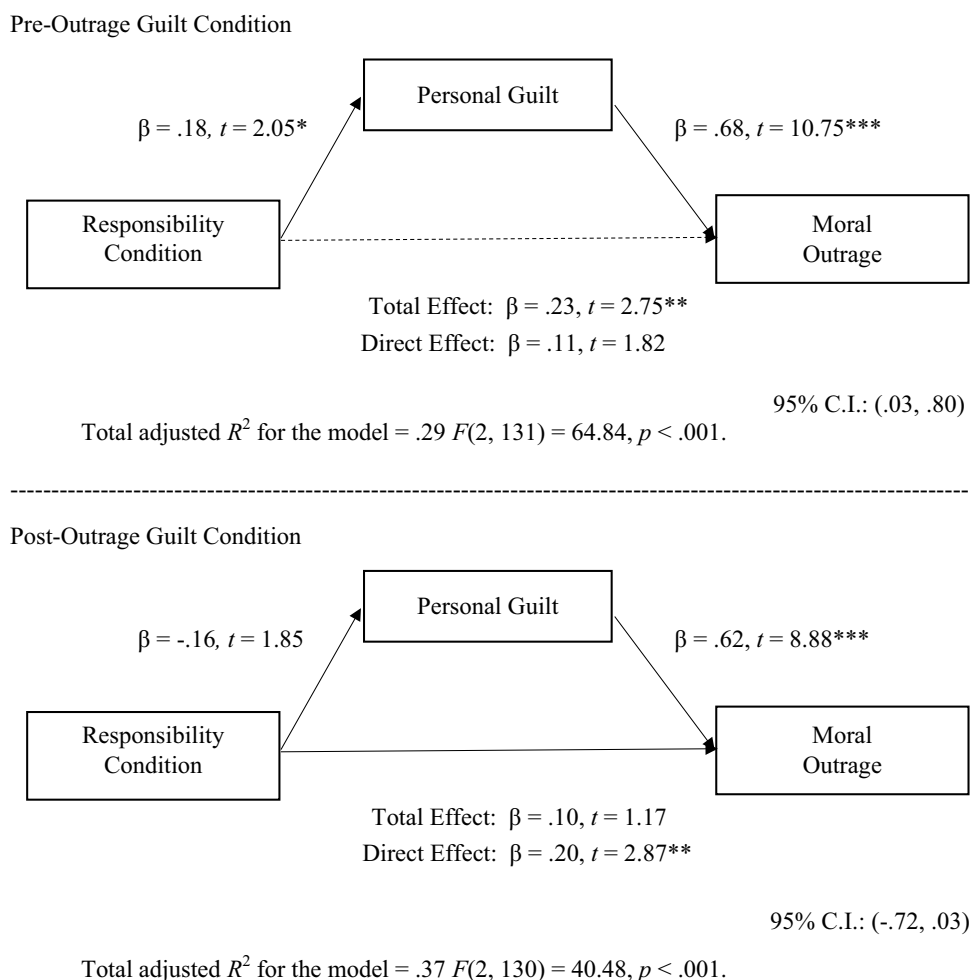 Pre-Outrage Guilt Condition
Personal Guilt
β = .18, t = 2.05*
β = .68, t = 10.75***
Responsibility
Condition
Moral
Outrage
Total Effect: β = .23, t = 2.75**
Direct Effect: β = .11, t = 1.82
95% C.I.: (.03, .80)
Total adjusted R² for the model = .29 F(2, 131) = 64.84, p < .001.
Post-Outrage Guilt Condition
Personal Guilt
β = -.16, t = 1.85
β = .62, t = 8.88***
Responsibility
Condition
Moral
Outrage
Total Effect: β = .10, t = 1.17
Direct Effect: β = .20, t = 2.87**
95% C.I.: (-.72, .03)
Total adjusted R² for the model = .37 F(2, 130) = 40.48, p < .001.